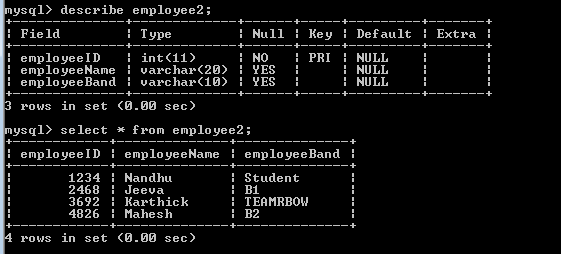 mysql> describe employee2;
+--------------+-------------+------+-----+---------+-------+
| Field        | Type        | Null | Key | Default | Extra |
+--------------+-------------+------+-----+---------+-------+
| employeeID   | int(11)     | NO   | PRI | NULL    |       |
| employeeName | varchar(20) | YES  |     | NULL    |       |
| employeeBand | varchar(10) | YES  |     | NULL    |       |
+--------------+-------------+------+-----+---------+-------+
3 rows in set (0.00 sec)
mysql> select * from employee2;
+------------+--------------+--------------+
| employeeID | employeeName | employeeBand |
+------------+--------------+--------------+
|       1234 | Nandhu       | Student      |
|       2468 | Jeeva        | B1           |
|       3692 | Karthick     | TEAMRBOW     |
|       4826 | Mahesh       | B2           |
+------------+--------------+--------------+
4 rows in set (0.00 sec)